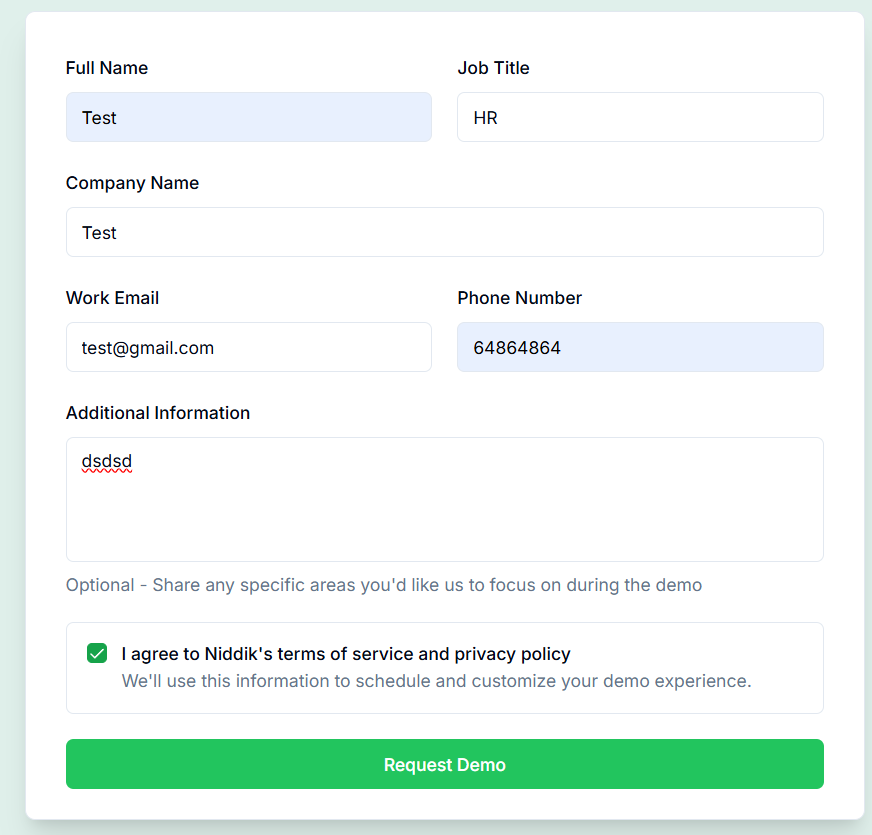 Full Name
Job Title
Test
HR
Company Name
Test
Work Email
Phone Number
test@gmail.com
64864864
Additional Information
dsdsd
Optional - Share any specific areas you'd like us to focus on during the demo
I agree to Niddik's terms of service and privacy policy
We'll use this information to schedule and customize your demo experience.
Request Demo